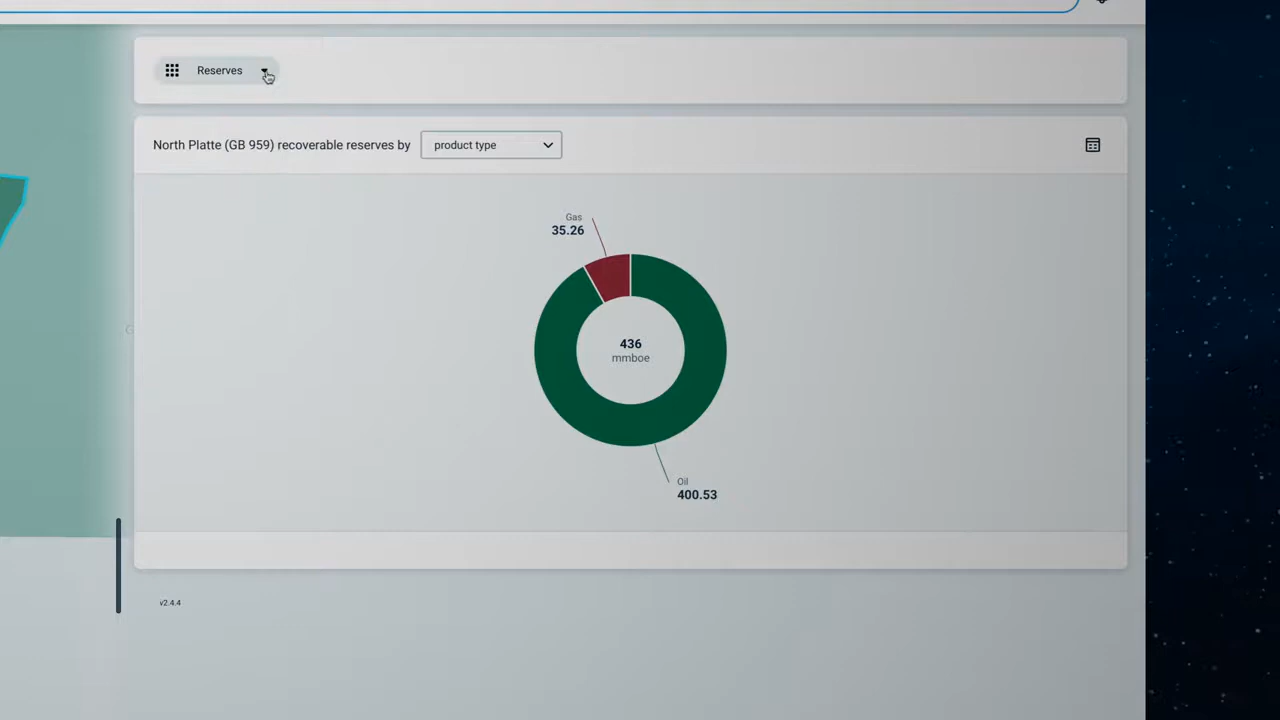 Reserves
North Platte (GB 959) recoverable reserves by
product type
Gas
35.26
436
mmboe
Oil
400.53
v2.4.4